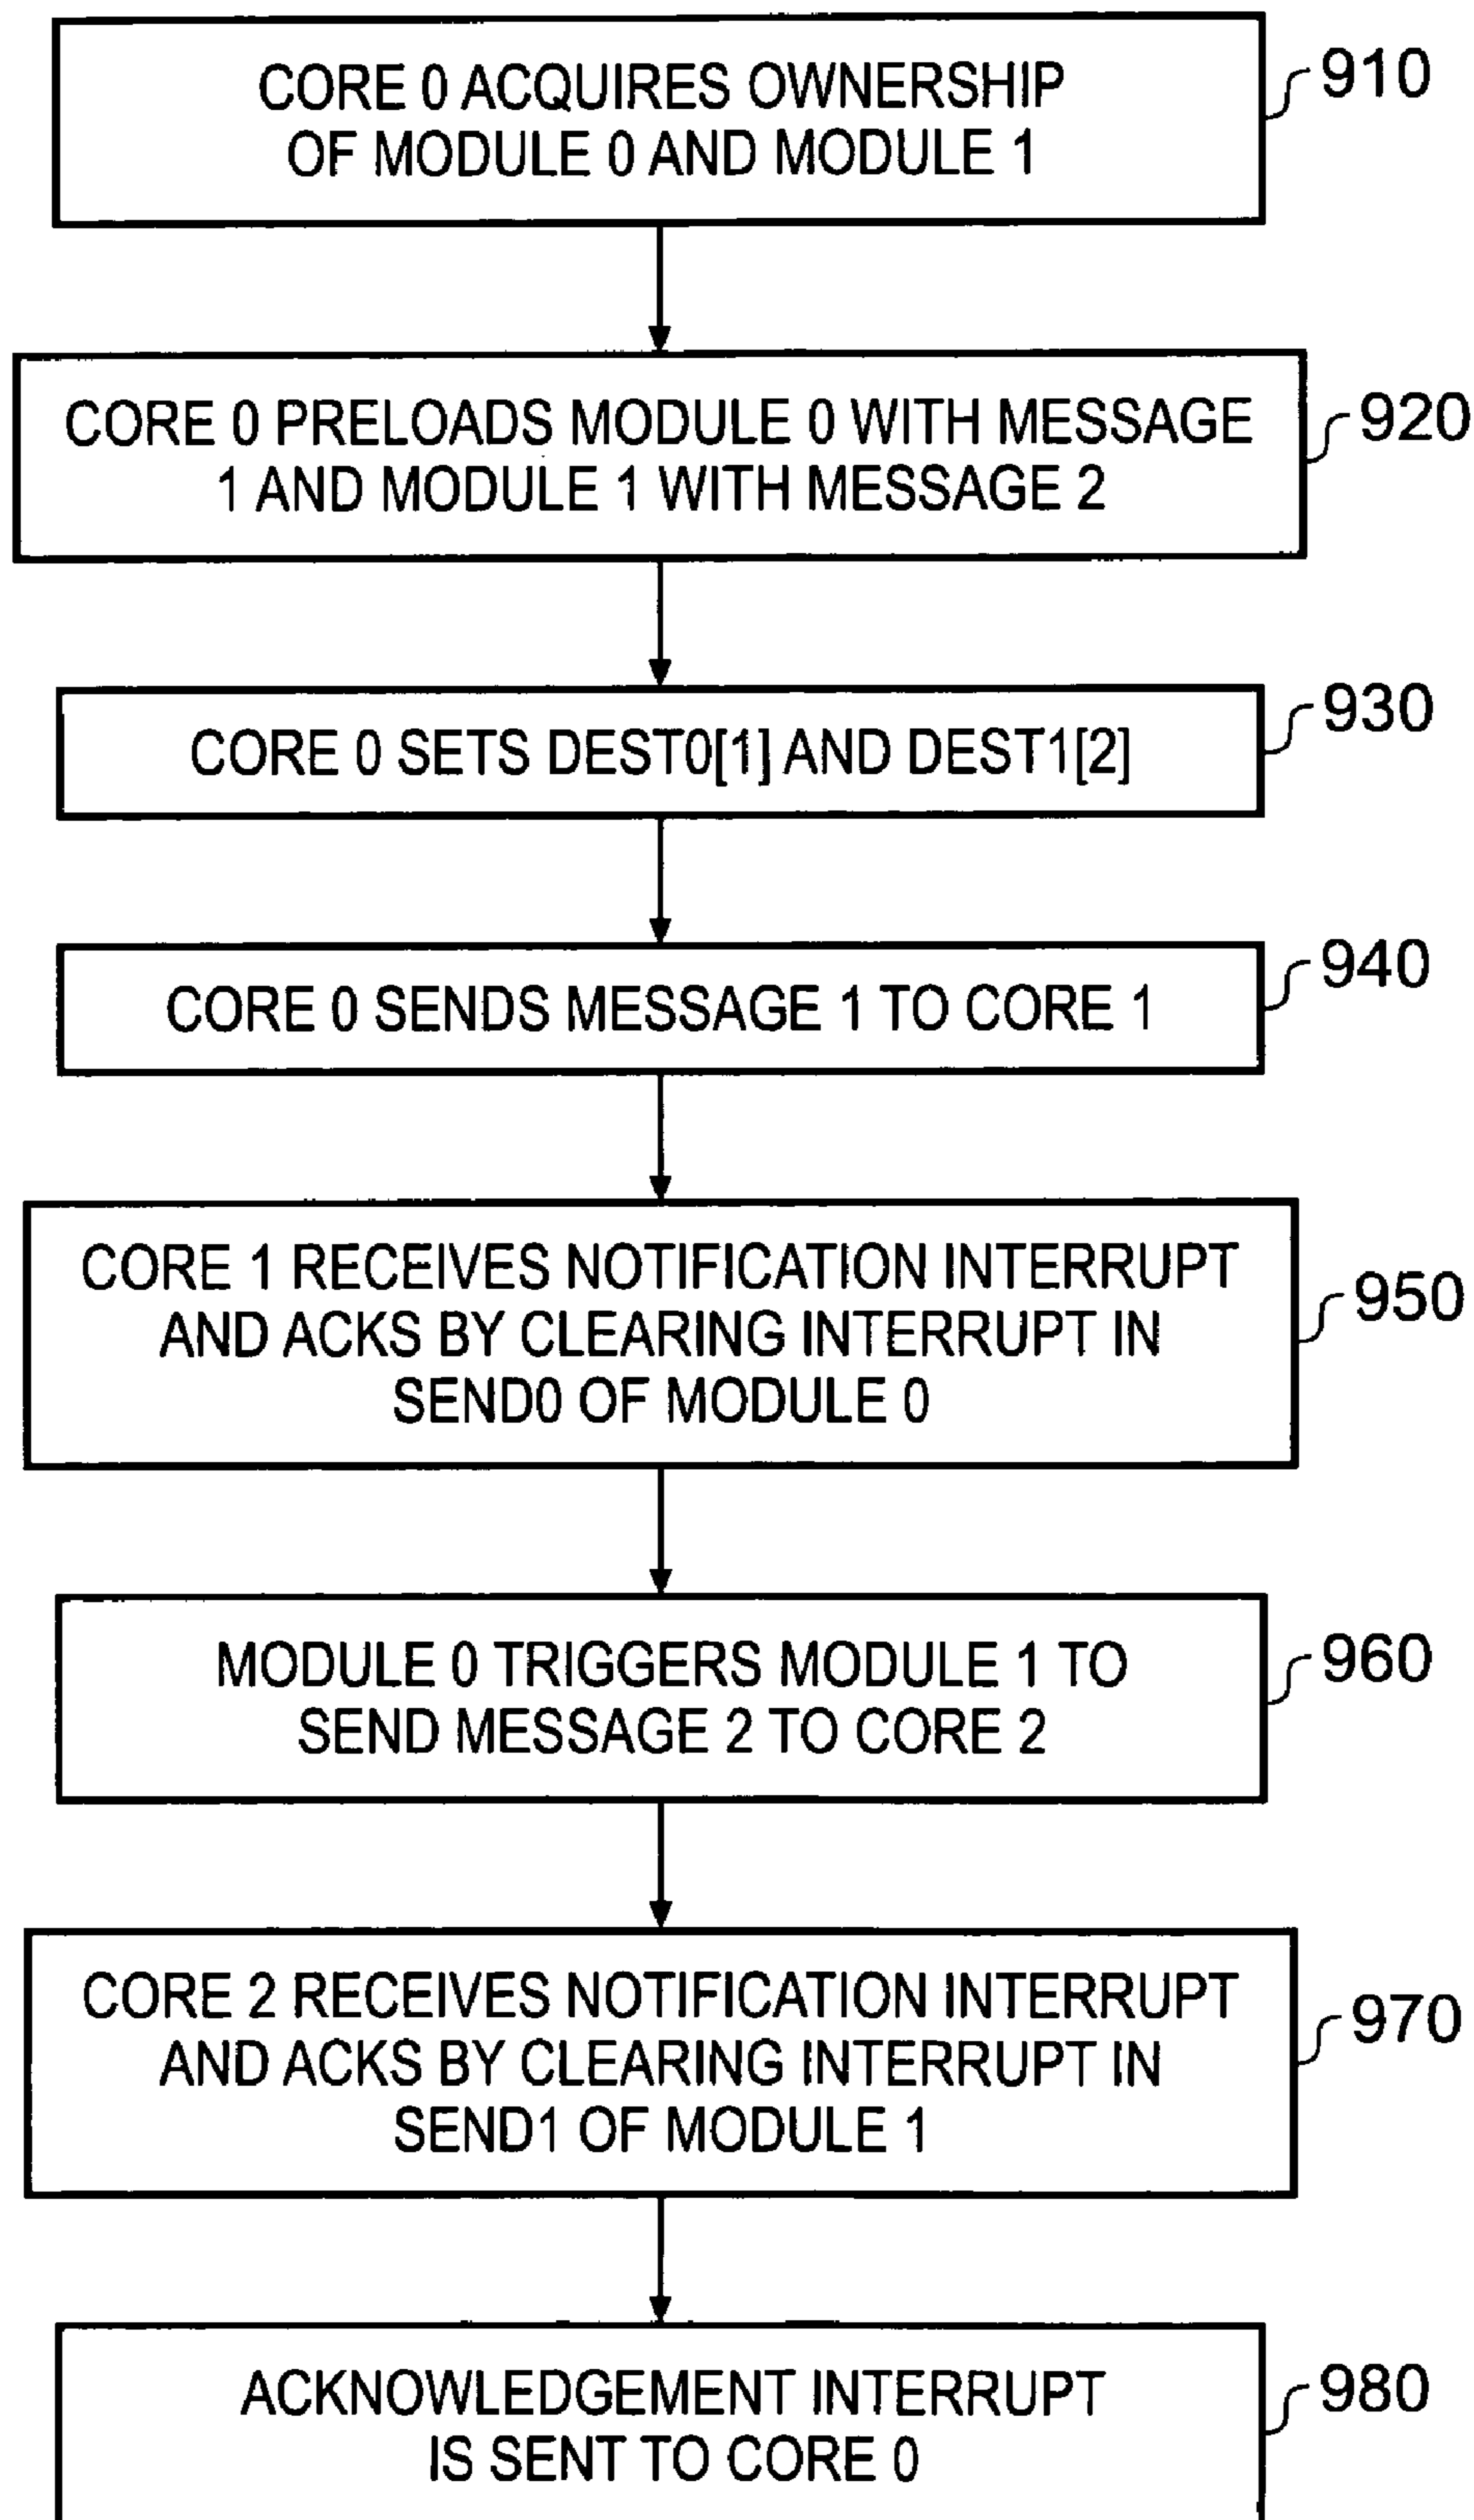 CORE 0 ACQUIRES OWNERSHIP
OF MODULE 0 AND MODULE 1
910
CORE 0 PRELOADS MODULE 0 WITH MESSAGE
1 AND MODULE 1 WITH MESSAGE 2
920
CORE 0 SETS DEST0[1] AND DEST1[2]
930
CORE 0 SENDS MESSAGE 1 TO CORE 1
940
CORE 1 RECEIVES NOTIFICATION INTERRUPT
AND ACKS BY CLEARING INTERRUPT IN
SEND0 OF MODULE 0
950
MODULE 0 TRIGGERS MODULE 1 TO
SEND MESSAGE 2 TO CORE 2
960
CORE 2 RECEIVES NOTIFICATION INTERRUPT
AND ACKS BY CLEARING INTERRUPT IN
SEND1 OF MODULE 1
970
ACKNOWLEDGEMENT INTERRUPT
IS SENT TO CORE 0
980